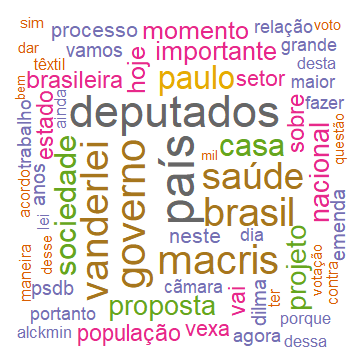 sim
processo
momento
relação
voto
dar
vamos
importante
grande
têxtil
hoje
desta
brasileira
paulo
setor
maior
bem
ainda
deputados
sobre
fazer
trabalho
estado
casa
nacional
questão
acordo
anos
sociedade
vanderlei
governo
país
saúde
mil
brasil
emenda
lei
desse
neste
dia
macris
projeto
votação
contra
maneira
psdb
câmara
vai
dilma
ter
portanto
proposta
porque
alckmin
população
vexa
agora
dessa